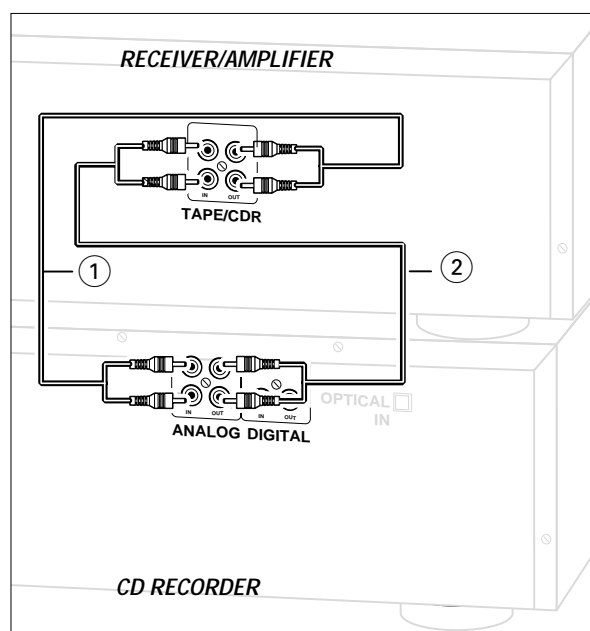 RECEIVER/AMPLIFIER
IN OUT
TAPE/CDR
1
2
OPTICAL
IN
IN OUT IN OUT
ANALOG DIGITAL
CD RECORDER